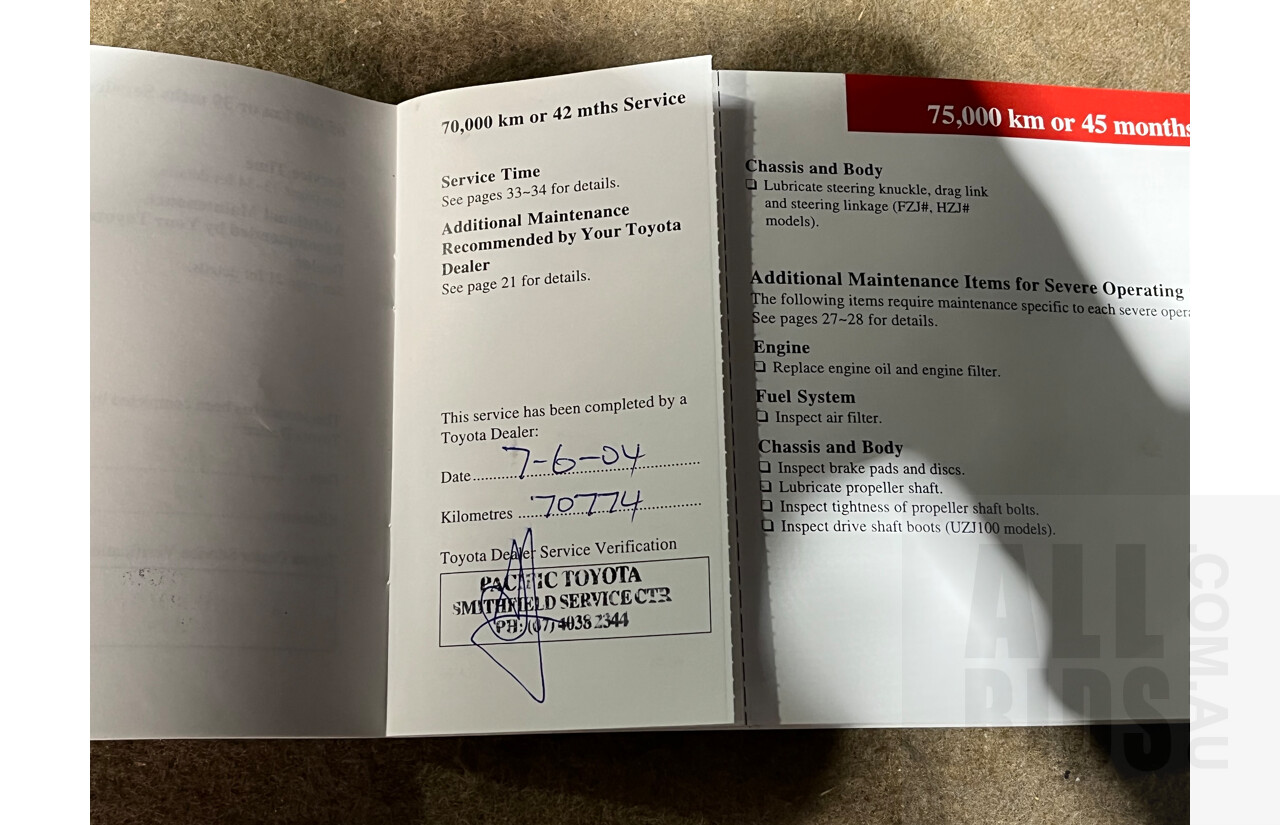 70,000 km or 42 mths Service
Service Time
See pages 33~34 for details.
Additional Maintenance
Recommended by Your Toyota
Dealer
See page 21 for details.
This service has been completed by a
Toyota Dealer:
Date 7-6-04
Kilometres 70774
Toyota Dealer Service Verification
PACIFIC TOYOTA
SMITHFIELD SERVICE CTR
PH: (07) 4038 2344
75,000 km or 45 months
Chassis and Body
❑ Lubricate steering knuckle, drag link
and steering linkage (FZJ#, HZJ#
models).
Additional Maintenance Items for Severe Operating
The following items require maintenance specific to each severe opera
See pages 27~28 for details.
Engine
❑ Replace engine oil and engine filter.
Fuel System
❑ Inspect air filter.
Chassis and Body
❑ Inspect brake pads and discs.
❑ Lubricate propeller shaft.
❑ Inspect tightness of propeller shaft bolts.
❑ Inspect drive shaft boots (UZJ100 models).
ALL
BIDS
.COM.AU